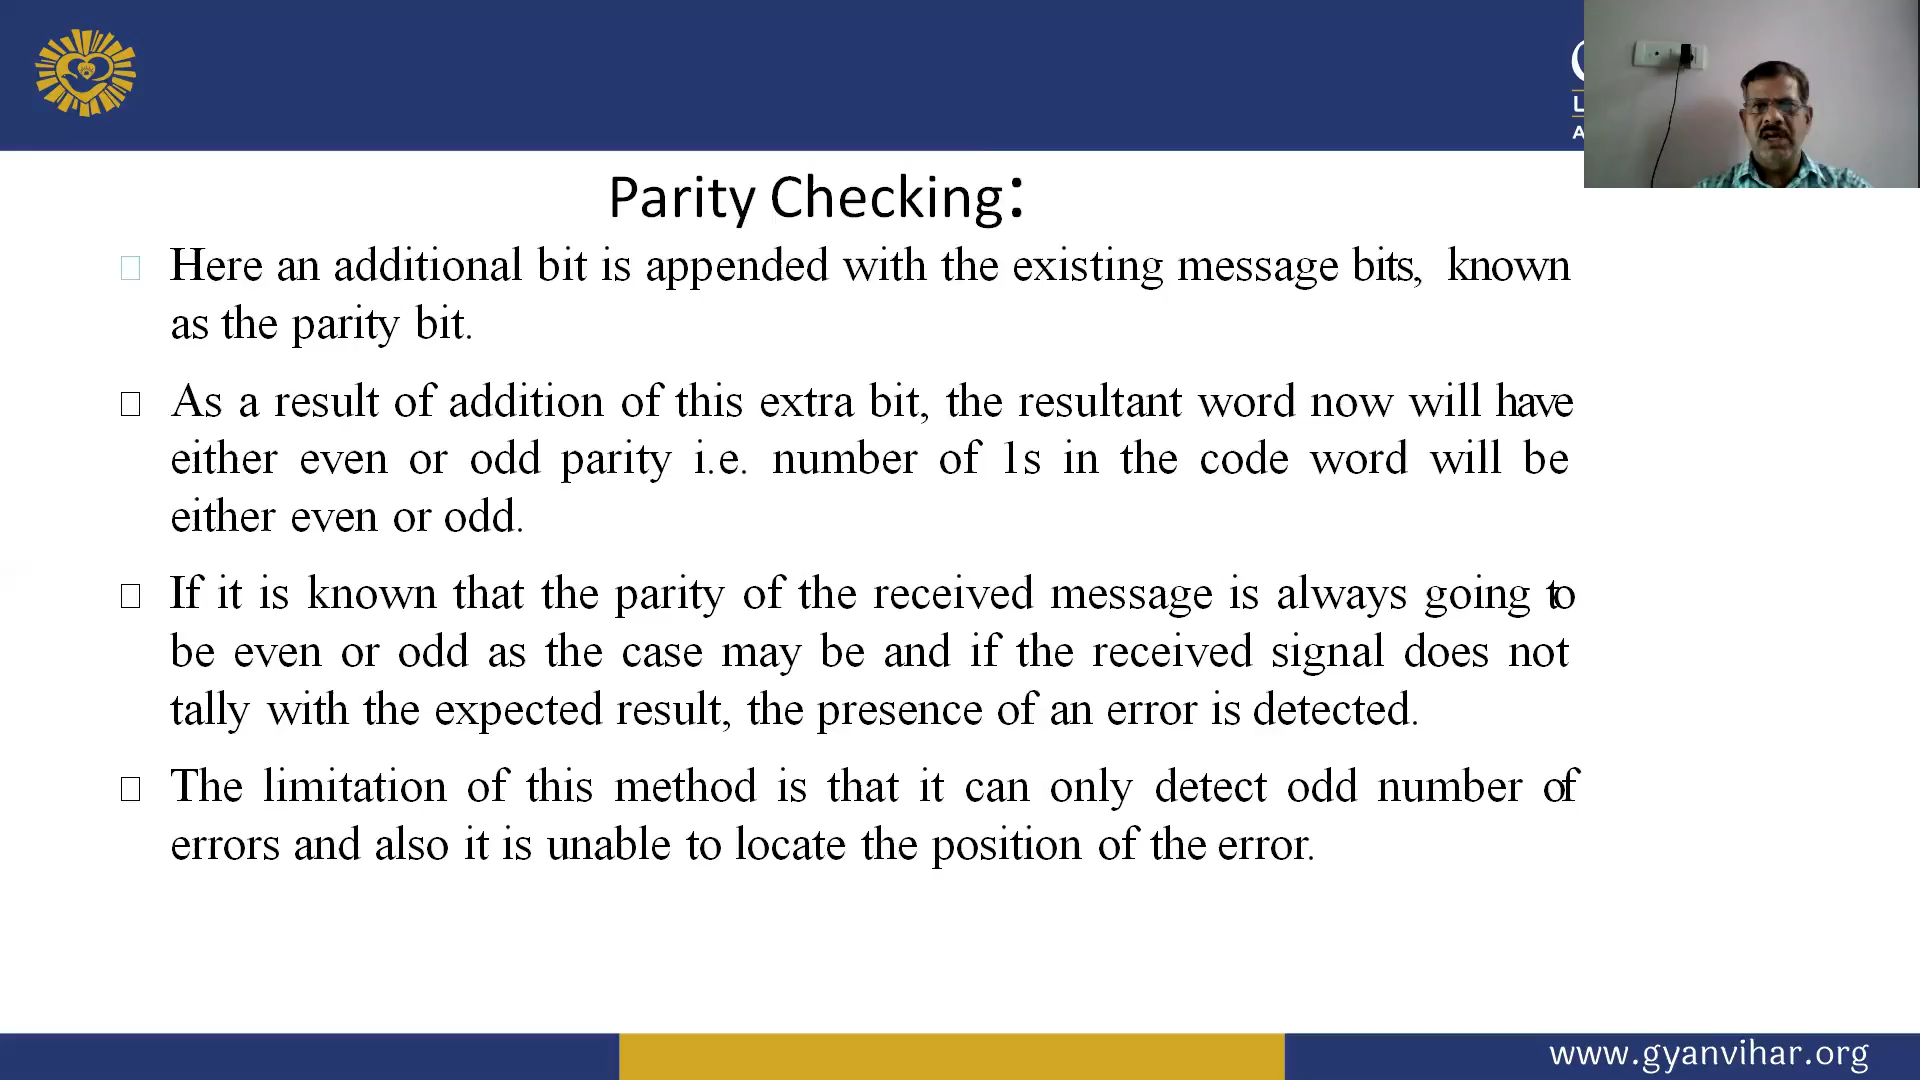 Parity Checking:
Here an additional bit is appended with the existing message bits, known
as the parity bit.
As a result of addition of this extra bit, the resultant word now will have
either even or odd parity i.e. number of 1s in the code word will be
either even or odd.
If it is known that the parity of the received message is always going to
be even or odd as the case may be and if the received signal does not
tally with the expected result, the presence of an error is detected.
The limitation of this method is that it can only detect odd number of
errors and also it is unable to locate the position of the error.
www.gyanvihar.org